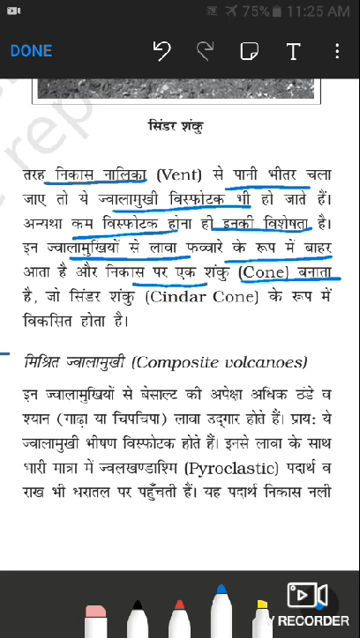 75% 11:25 AM
DONE
T
सिंडर शंकु
तरह निकास नालिका (Vent) से पानी भीतर चला
जाए तो ये ज्वालामुखी विस्फोटक भी हो जाते हैं।
अन्यथा कम विस्फोटक होना ही इनकी विशेषता है।
इन ज्वालामुखियों से लावा फव्वारे के रूप में बाहर
आता है और निकास पर एक शंकु (Cone) बनाता
है, जो सिंडर शंकु (Cindar Cone) के रूप में
विकसित होता है।
मिश्रित ज्वालामुखी (Composite volcanoes)
इन ज्वालामुखियों से बेसाल्ट की अपेक्षा अधिक ठंडे व
श्यान (गाढ़ा या चिपचिपा) लावा उद्गार होते हैं। प्राय: ये
ज्वालामुखी भीषण विस्फोटक होते हैं। इनसे लावा के साथ
भारी मात्रा में ज्वलखण्डाश्मि (Pyroclastic) पदार्थ व
राख भी धरातल पर पहुँचती हैं। यह पदार्थ निकास नली
RECORDER